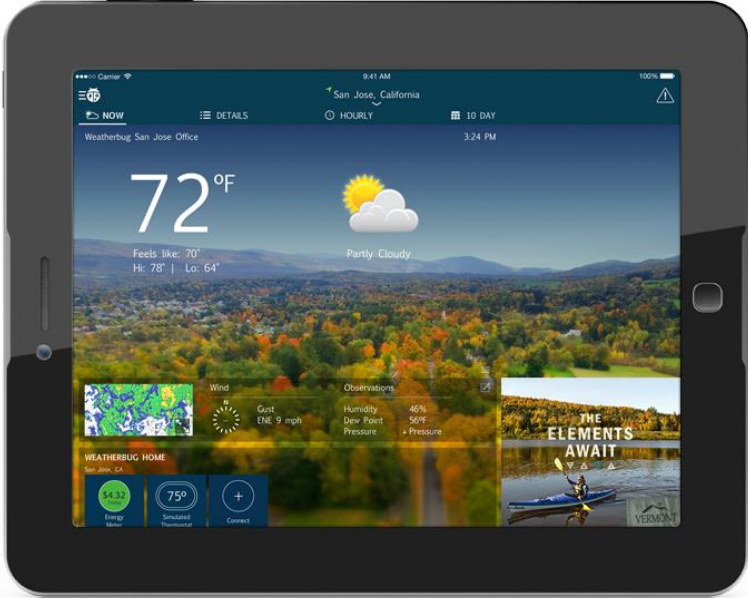 Carrier
9:41 AM
100%
San Jose, California
NOW
DETAILS
HOURLY
10 DAY
Weatherbug San Jose Office
3:24 PM
72°F
Partly Cloudy
Feels like: 70°
Hi: 78° | Lo: 64°
Wind
N
Gust
ENE 9 mph
Observations
Humidity 46%
Dew Point 56°F
Pressure + Pressure
THE
ELEMENTS
AWAIT
VERMONT
WEATHERBUG HOME
San Jose, CA
$4.32
Today
Energy
Meter
75°
Simulated
Thermostat
+
Connect